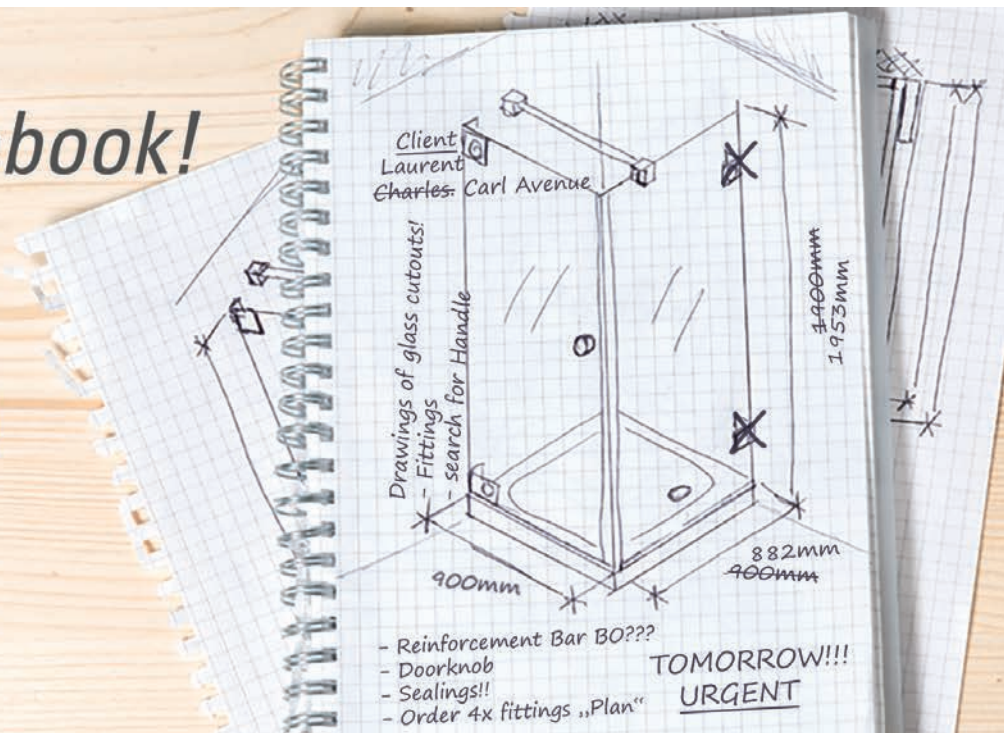 book!
Client
Laurent
Charles. Carl Avenue
Drawings of glass cutouts!
- Fittings
- search for Handle
1900mm
1953mm
900mm
882mm
900mm
- Reinforcement Bar BO???
- Doorknob
- Sealings!!
- Order 4x fittings „Plan“
TOMORROW!!!
URGENT